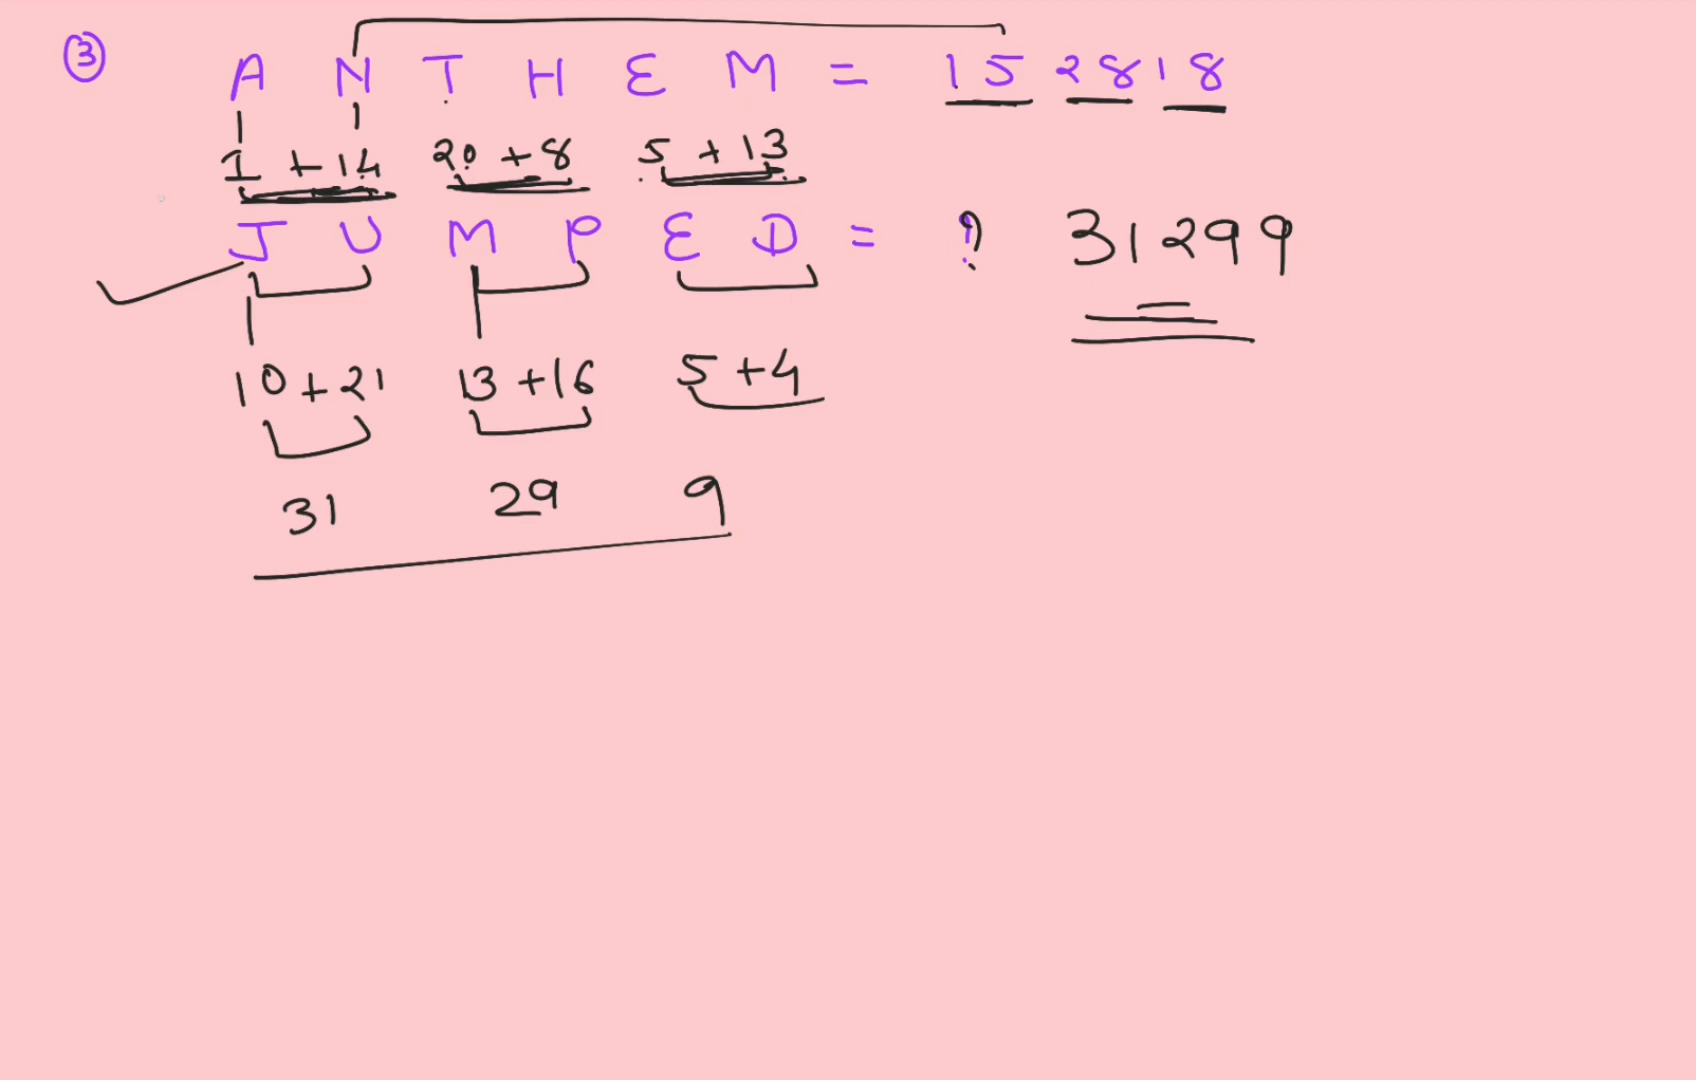 ③ A N T H E M = 15 28 18
1 + 14 20 + 8 5 + 13
J U M P E D = ? 31299
10 + 21 13 + 16 5 + 4
31 29 9